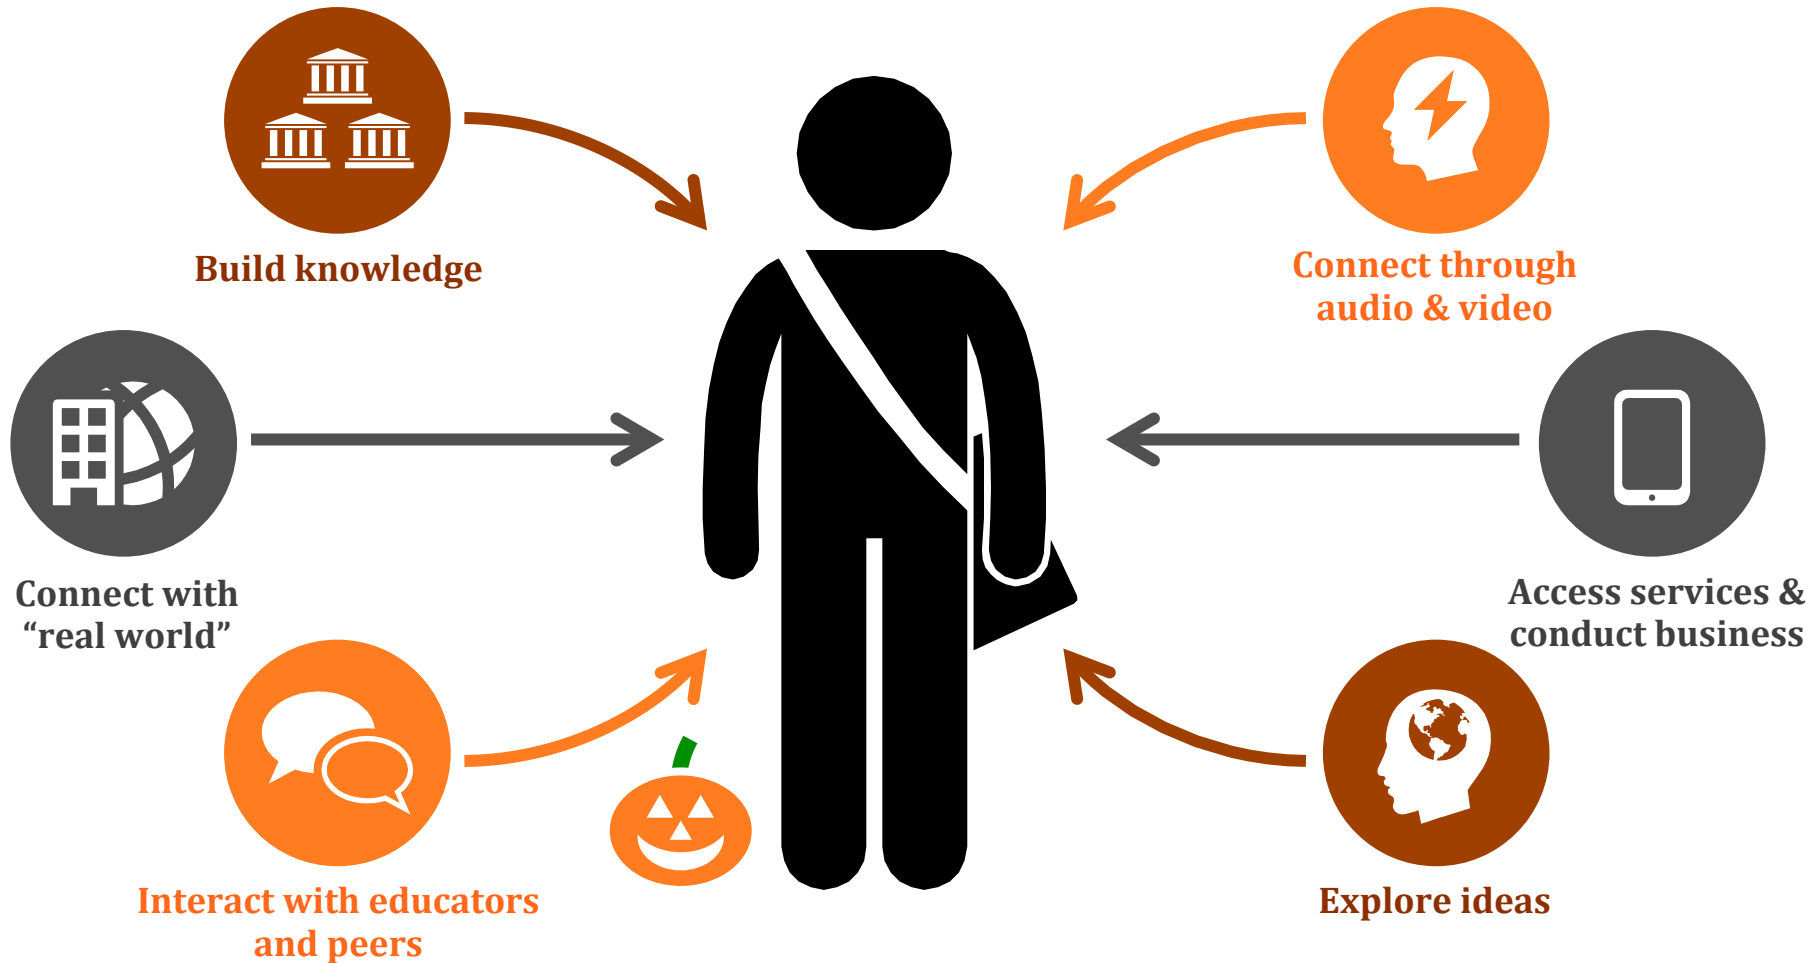 Build knowledge
Connect through
audio & video
Connect with
“real world”
Access services &
conduct business
Interact with educators
and peers
Explore ideas